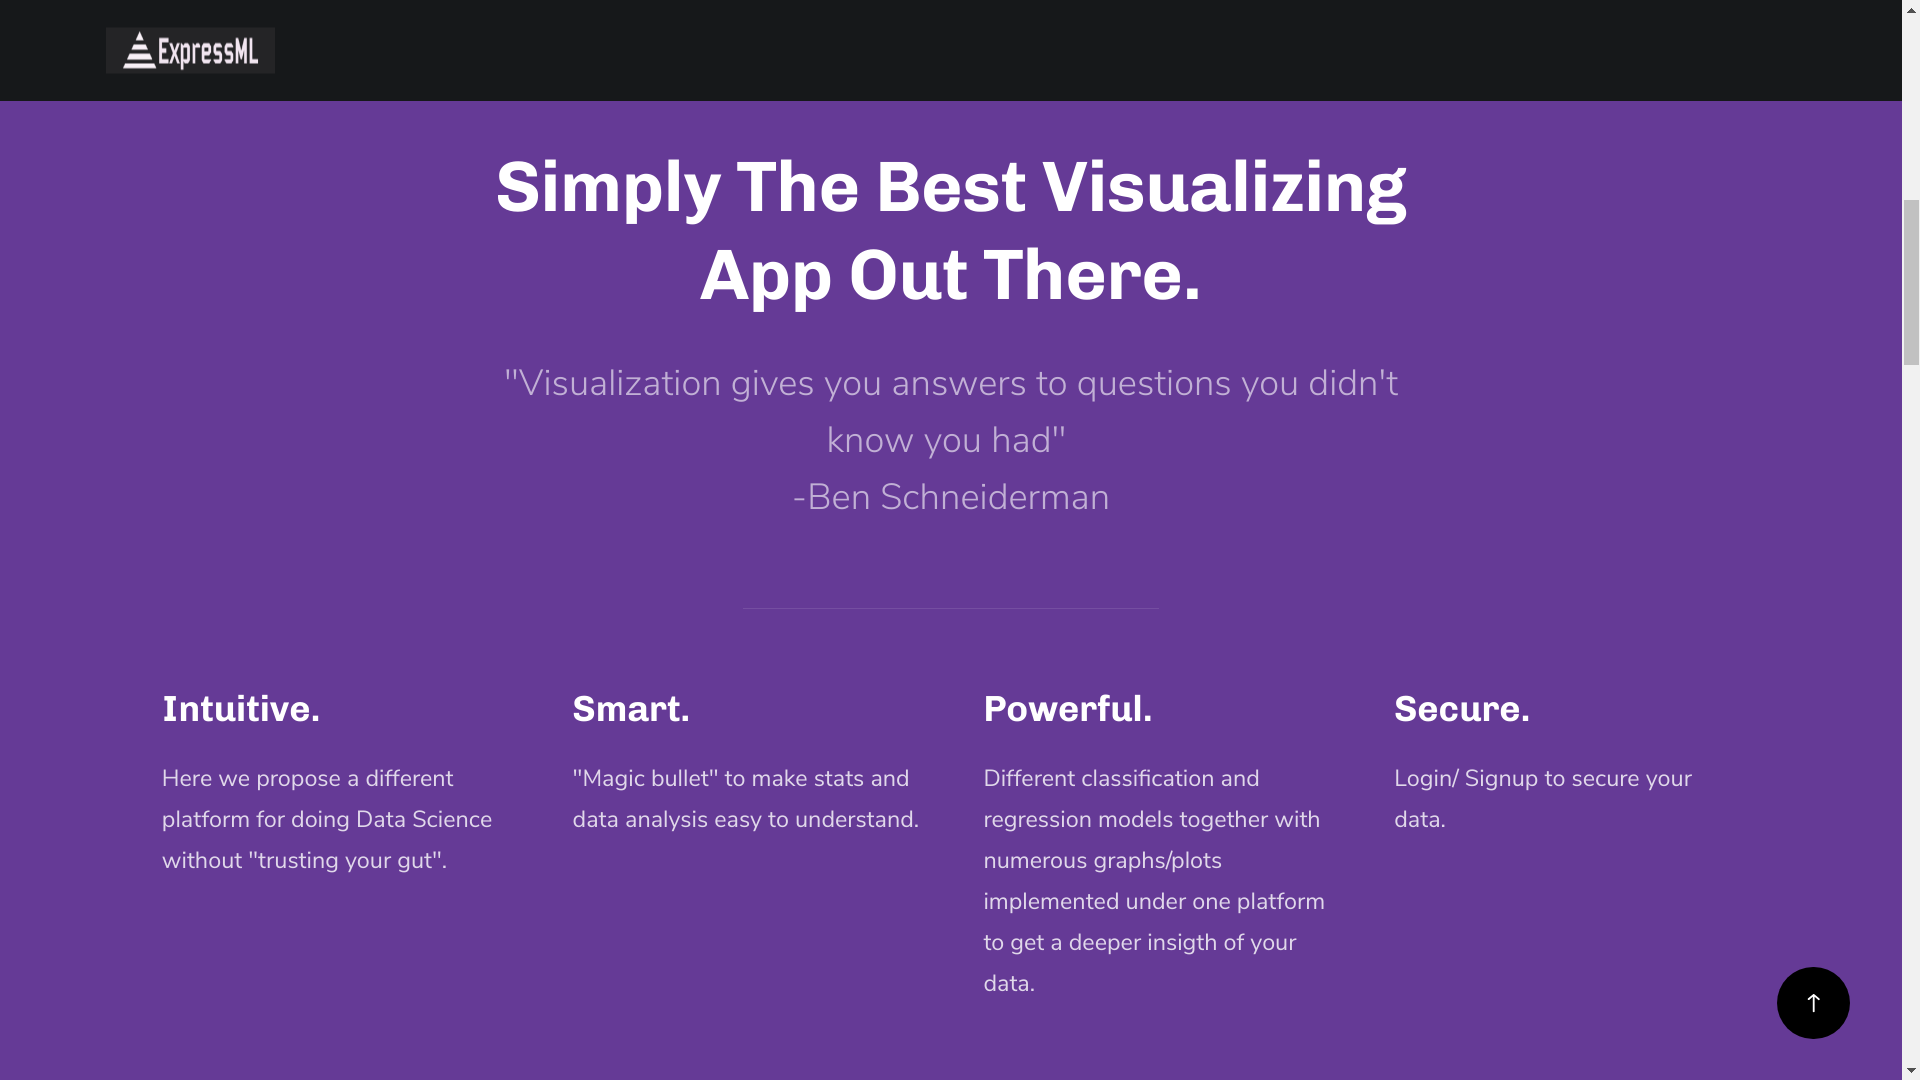 ExpressML
Simply The Best Visualizing
App Out There.
"Visualization gives you answers to questions you didn't
know you had"
-Ben Schneiderman
Intuitive.
Here we propose a different
platform for doing Data Science
without "trusting your gut".
Smart.
"Magic bullet" to make stats and
data analysis easy to understand.
Powerful.
Different classification and
regression models together with
numerous graphs/plots
implemented under one platform
to get a deeper insigth of your
data.
Secure.
Login/ Signup to secure your
data.